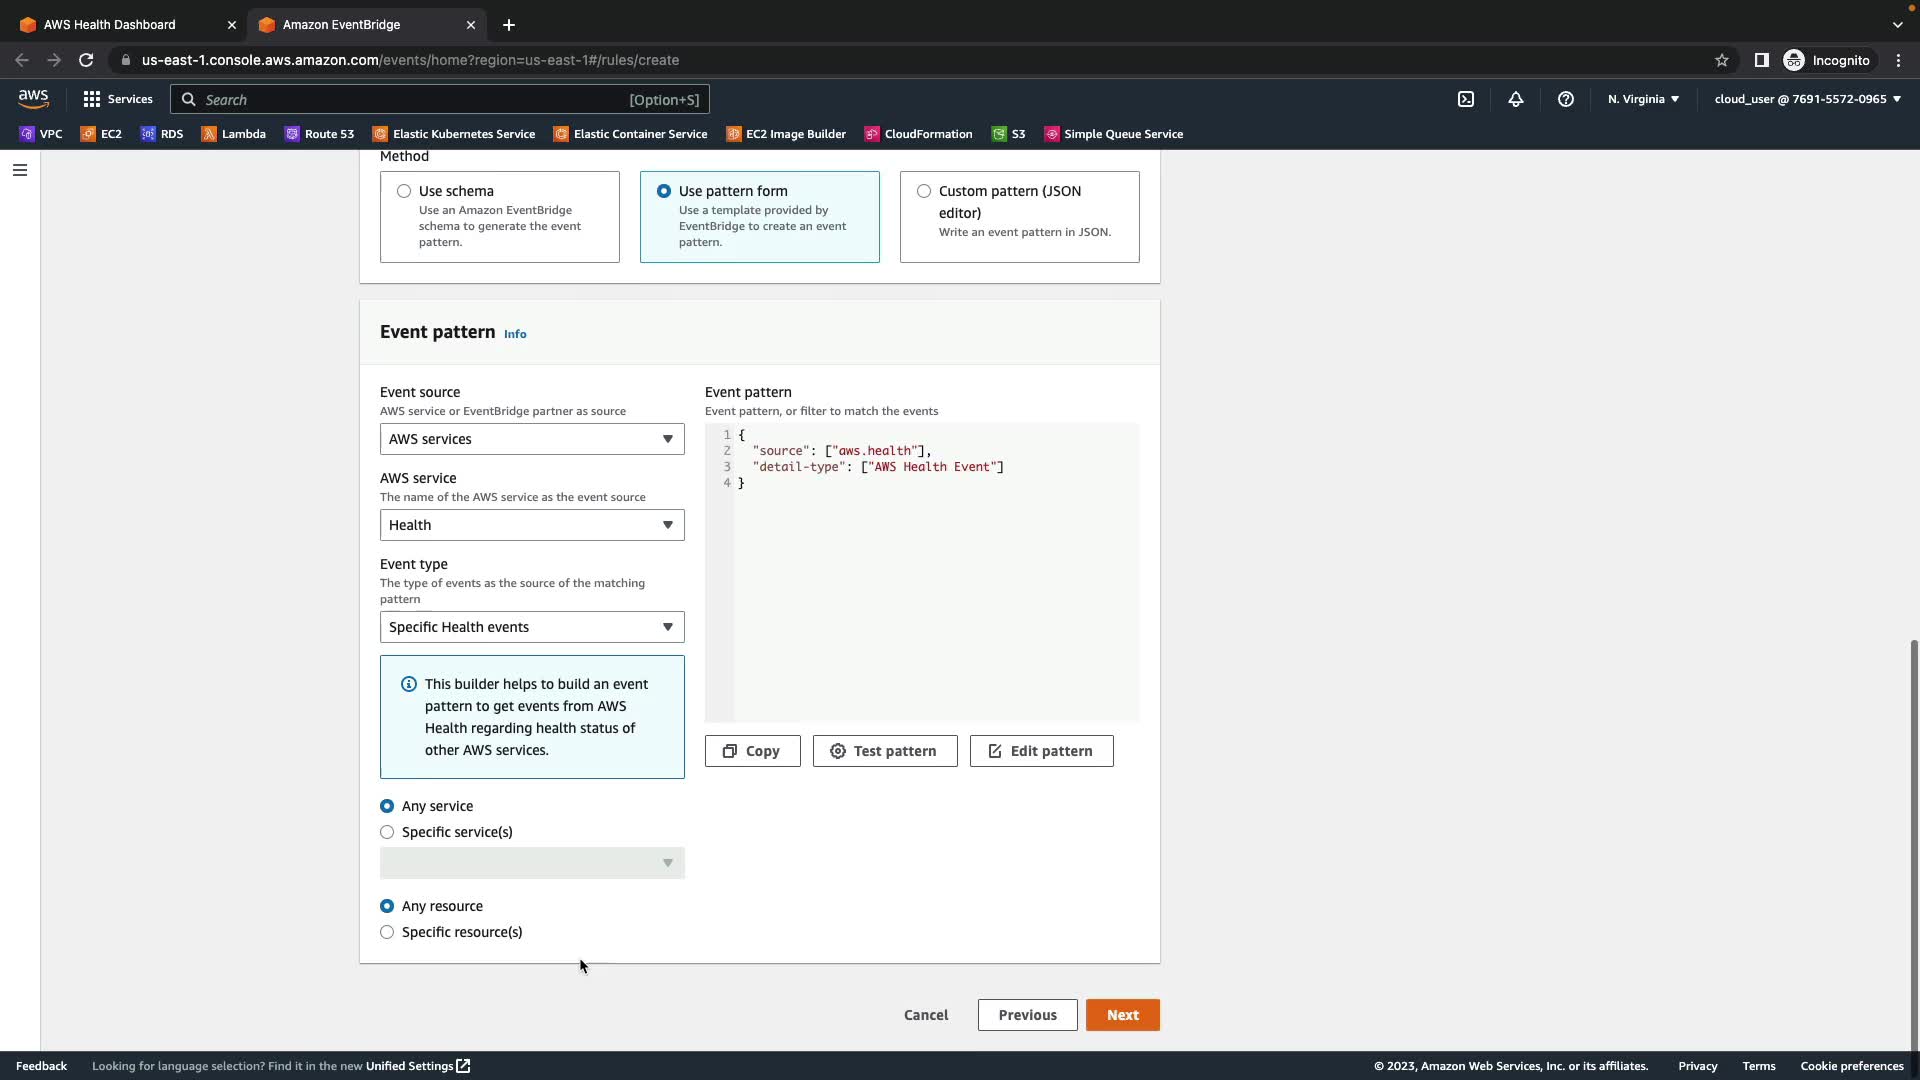 AWS Health Dashboard
Amazon EventBridge
us-east-1.console.aws.amazon.com/events/home?region=us-east-1#/rules/create
Incognito
aws
Services
Search
[Option+S]
N. Virginia
cloud_user @ 7691-5572-0965
VPC
EC2
RDS
Lambda
Route 53
Elastic Kubernetes Service
Elastic Container Service
EC2 Image Builder
CloudFormation
S3
Simple Queue Service
Method
Use schema
Use an Amazon EventBridge
schema to generate the event
pattern.
Use pattern form
Use a template provided by
EventBridge to create an event
pattern.
Custom pattern (JSON
editor)
Write an event pattern in JSON.
Event pattern Info
Event source
AWS service or EventBridge partner as source
AWS services
AWS service
The name of the AWS service as the event source
Health
Event type
The type of events as the source of the matching
pattern
Specific Health events
This builder helps to build an event
pattern to get events from AWS
Health regarding health status of
other AWS services.
Any service
Specific service(s)
Any resource
Specific resource(s)
Event pattern
Event pattern, or filter to match the events
1 {
2 "source": ["aws.health"],
3 "detail-type": ["AWS Health Event"]
4 }
Copy
Test pattern
Edit pattern
Cancel
Previous
Next
Feedback
Looking for language selection? Find it in the new Unified Settings
© 2023, Amazon Web Services, Inc. or its affiliates.
Privacy
Terms
Cookie preferences